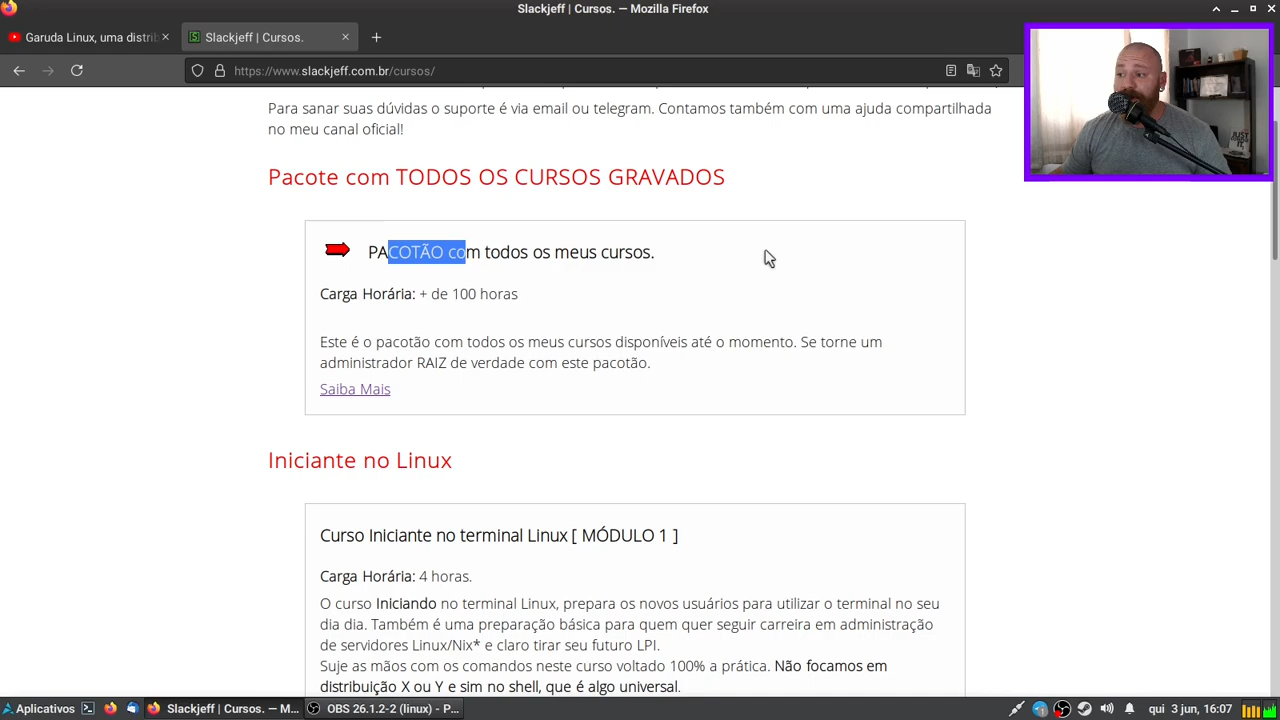 Slackjeff | Cursos. — Mozilla Firefox
Garuda Linux, uma distrib
Slackjeff | Cursos.
https://www.slackjeff.com.br/cursos/
Para sanar suas dúvidas o suporte é via email ou telegram. Contamos também com uma ajuda compartilhada
no meu canal oficial!
Pacote com TODOS OS CURSOS GRAVADOS
PACOTÃO com todos os meus cursos.
Carga Horária: + de 100 horas
Este é o pacotão com todos os meus cursos disponíveis até o momento. Se torne um
administrador RAIZ de verdade com este pacotão.
Saiba Mais
Iniciante no Linux
Curso Iniciante no terminal Linux [ MÓDULO 1 ]
Carga Horária: 4 horas.
O curso Iniciando no terminal Linux, prepara os novos usuários para utilizar o terminal no seu
dia dia. Também é uma preparação básica para quem quer seguir carreira em administração
de servidores Linux/Nix* e claro tirar seu futuro LPI.
Suje as mãos com os comandos neste curso voltado 100% a prática. Não focamos em
distribuição X ou Y e sim no shell, que é algo universal.
Aplicativos
Slackjeff | Cursos. — M...
OBS 26.1.2-2 (linux) - P...
qui 3 jun, 16:07